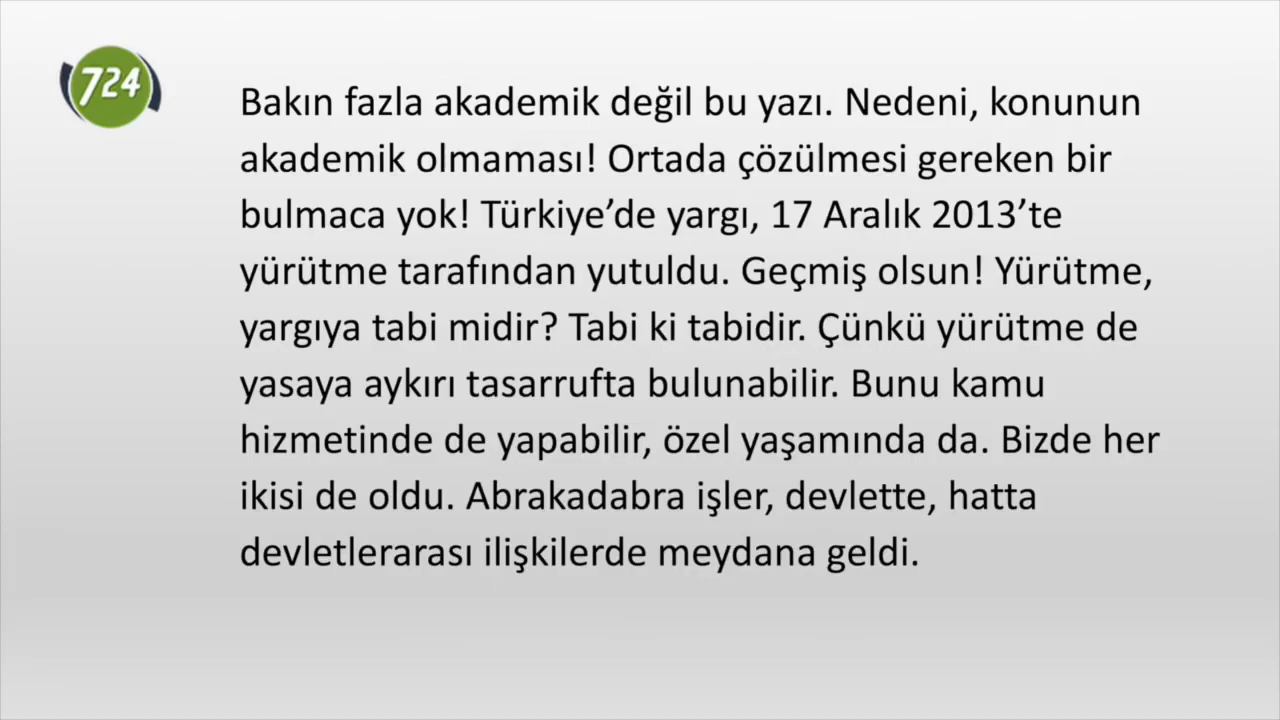 724
Bakın fazla akademik değil bu yazı. Nedeni, konunun
akademik olmaması! Ortada çözülmesi gereken bir
bulmaca yok! Türkiye’de yargı, 17 Aralık 2013’te
yürütme tarafından yutuldu. Geçmiş olsun! Yürütme,
yargıya tabi midir? Tabi ki tabidir. Çünkü yürütme de
yasaya aykırı tasarrufta bulunabilir. Bunu kamu
hizmetinde de yapabilir, özel yaşamında da. Bizde her
ikisi de oldu. Abrakadabra işler, devlette, hatta
devletlerarası ilişkilerde meydana geldi.